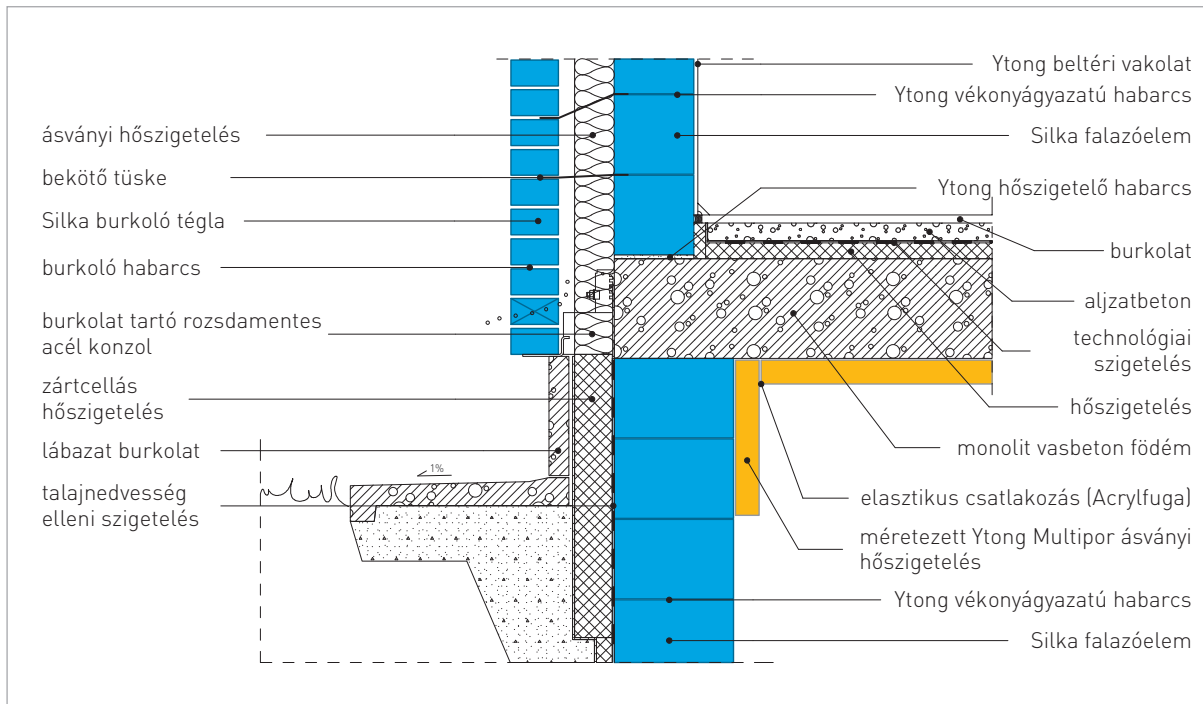 ásványi hőszigetelés
bekötő tüske
Silka burkoló tégla
burkoló habarcs
burkolat tartó rozsdamentes
acél konzol
zártcellás
hőszigetelés
lábazat burkolat
talajnedvesség
elleni szigetelés
1%
Ytong beltéri vakolat
Ytong vékonyágyazatú habarcs
Silka falazóelem
Ytong hőszigetelő habarcs
burkolat
aljzatbeton
technológiai
szigetelés
hőszigetelés
monolit vasbeton födém
elasztikus csatlakozás (Acrylfuga)
méretezett Ytong Multipor ásványi
hőszigetelés
Ytong vékonyágyazatú habarcs
Silka falazóelem